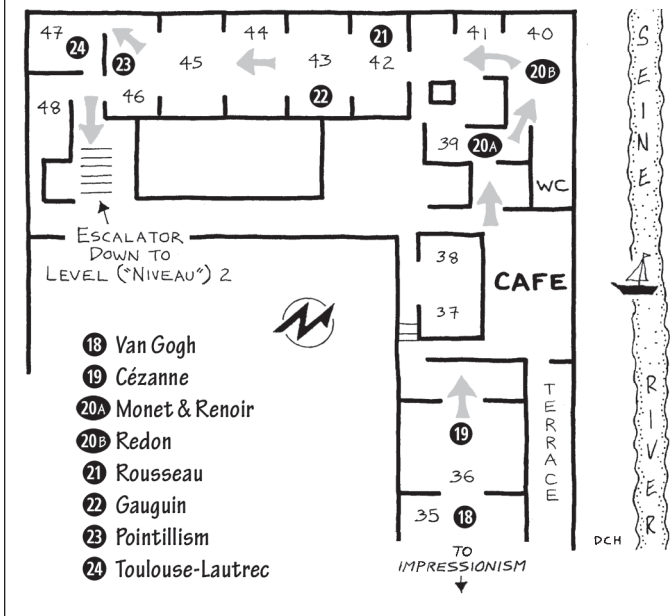 47
24
23
45
44
43
21
42
41
40
20B
46
22
48
39
20A
WC
SEINE
RIVER
ESCALATOR
DOWN TO
LEVEL ("NIVEAU") 2
38
37
CAFE
N
18 Van Gogh
19 Cézanne
20A Monet & Renoir
20B Redon
21 Rousseau
22 Gauguin
23 Pointillism
24 Toulouse-Lautrec
TERRACE
19
36
35
18
TO
IMPRESSIONISM
DCH